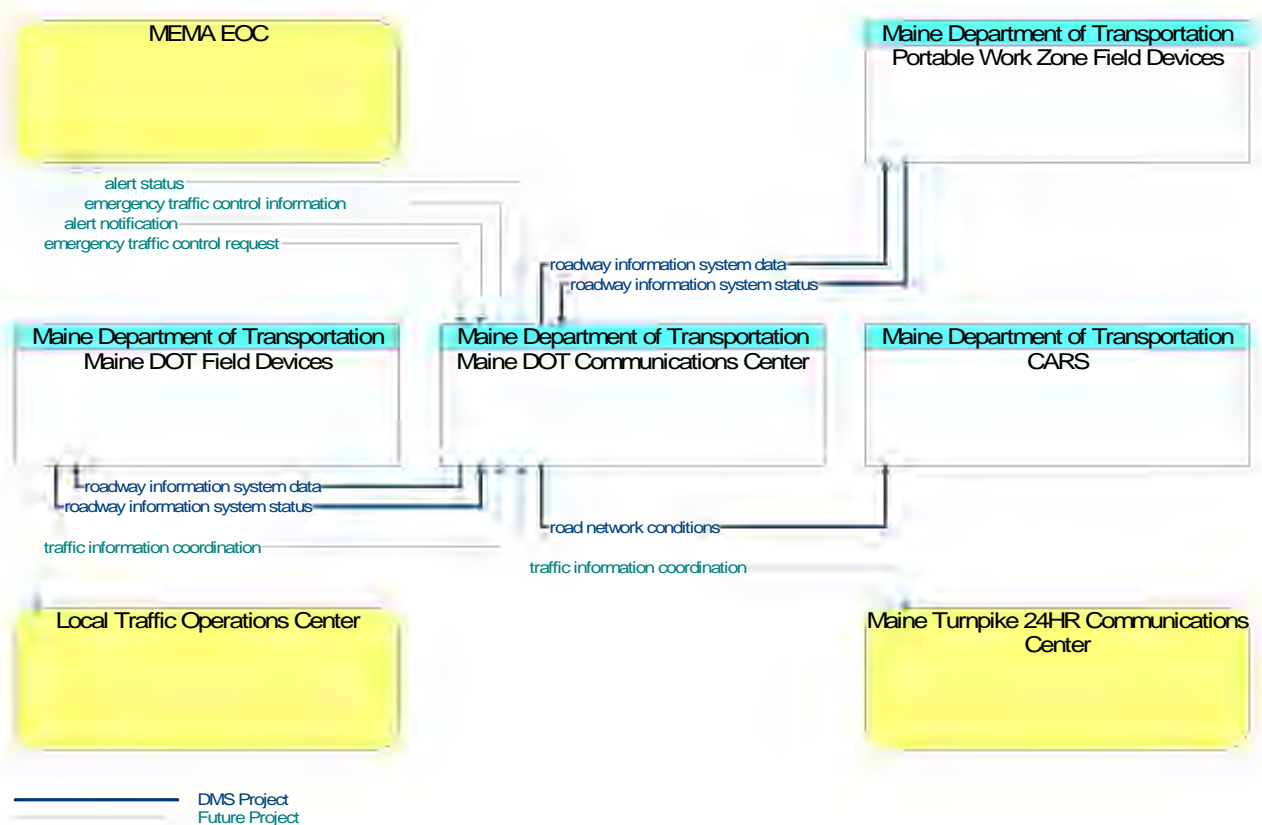 MEMA EOC
Maine Department of Transportation
Portable Work Zone Field Devices
alert status
emergency traffic control information
alert notification
emergency traffic control request
roadway information system data
roadway information system status
Maine Department of Transportation
Maine DOT Field Devices
Maine Department of Transportation
Maine DOT Communications Center
Maine Department of Transportation
CARS
roadway information system data
roadway information system status
road network conditions
traffic information coordination
traffic information coordination
Local Traffic Operations Center
Maine Turnpike 24HR Communications
Center
DMS Project
Future Project